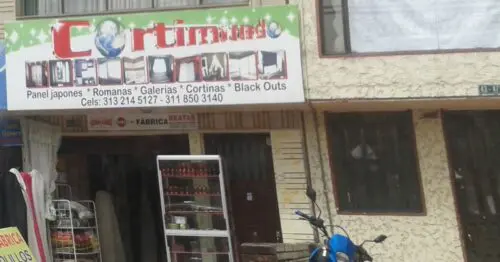 Cortimundo
Panel japones * Romanas * Galerias * Cortinas * Black Outs
Cels: 313 214 5127 - 311 850 3140
FABRICA